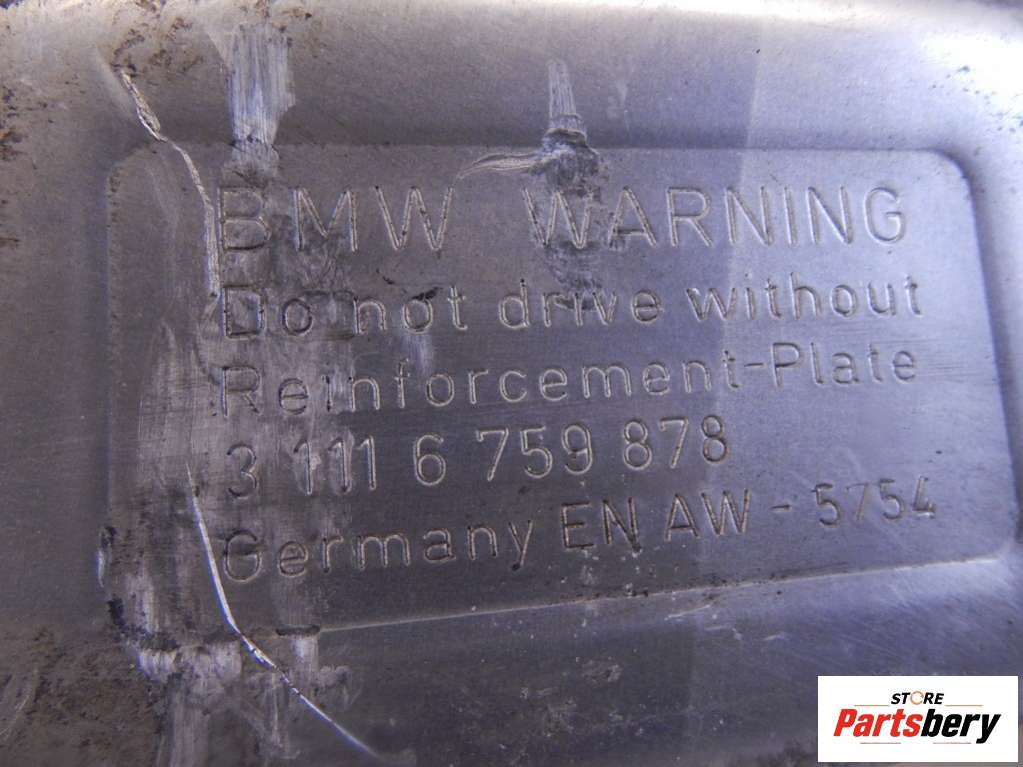 BMW WARNING
Do not drive without
Reinforcement-Plate
3 111 6 759 878
Germany EN AW - 5754
STORE
Partsbery